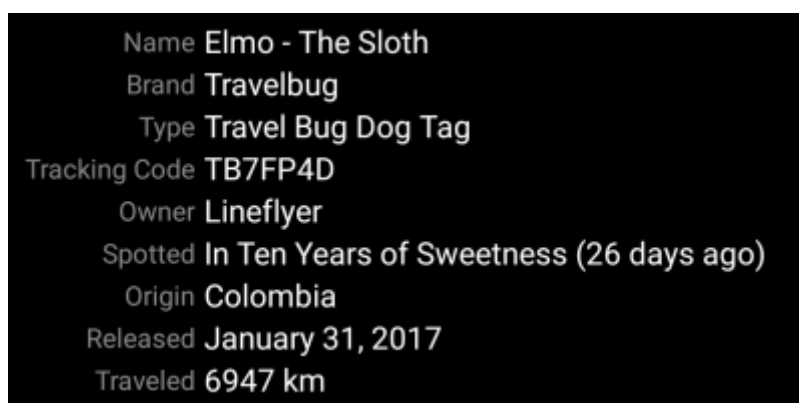 Name Elmo - The Sloth
Brand Travelbug
Type Travel Bug Dog Tag
Tracking Code TB7FP4D
Owner Lineflyer
Spotted In Ten Years of Sweetness (26 days ago)
Origin Colombia
Released January 31, 2017
Traveled 6947 km